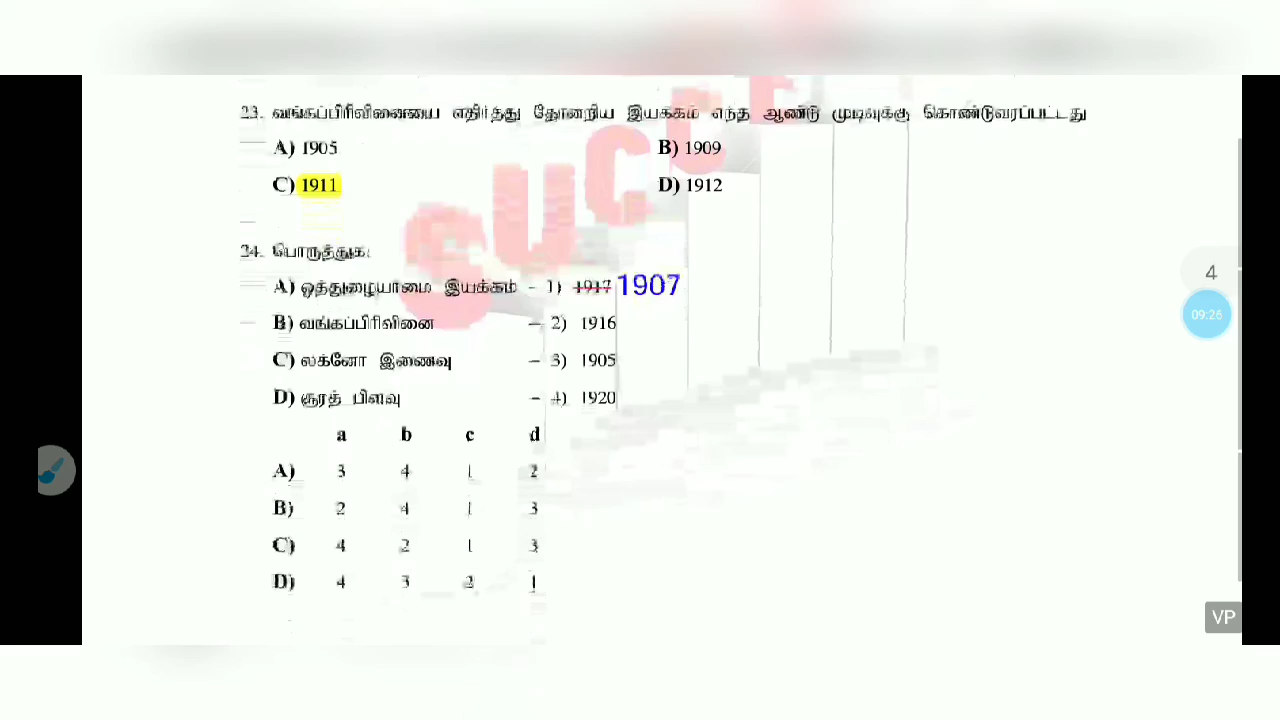 SUCCE
23. வங்கப்பிரிவினையை எதிர்த்து தோன்றிய இயக்கம் எந்த ஆண்டு முடிவுக்கு கொண்டுவரப்பட்டது
A) 1905 B) 1909
C) 1911 D) 1912
24. பொருத்துக.
A) ஒத்துழையாமை இயக்கம் – 1) 1917 1907
B) வங்கப்பிரிவினை – 2) 1916
C) லக்னோ இணைவு – 3) 1905
D) சூரத் பிளவு – 4) 1920
a b c d
A) 3 4 1 2
B) 2 4 1 3
C) 4 2 1 3
D) 4 3 2 1
4
09:26
VP